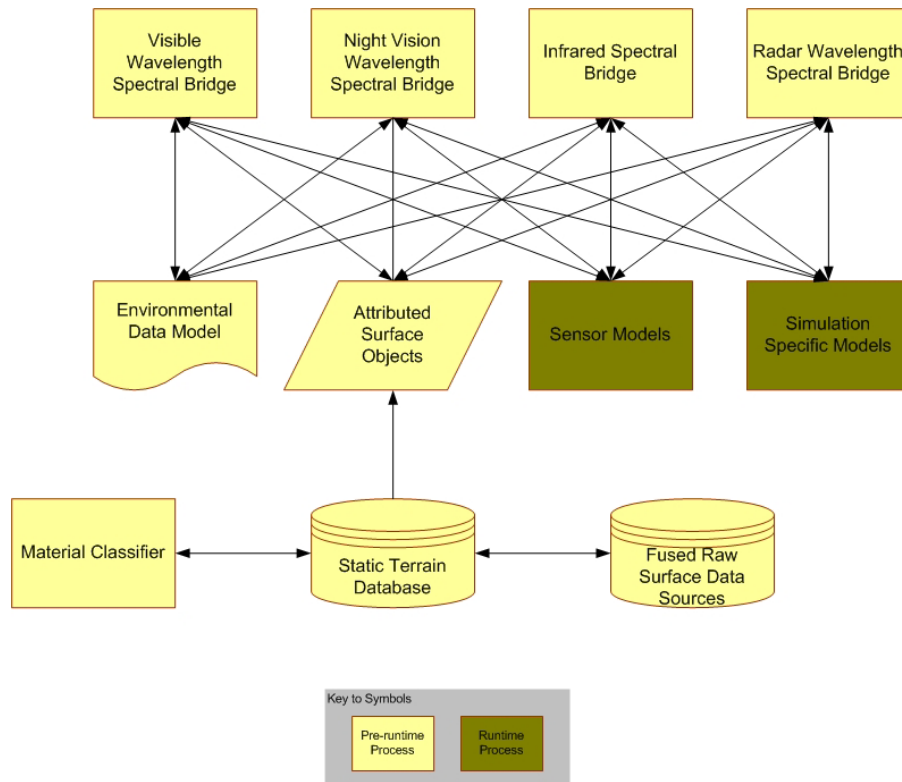 Visible
Wavelength
Spectral Bridge
Night Vision
Wavelength
Spectral Bridge
Infrared Spectral
Bridge
Radar Wavelength
Spectral Bridge
Environmental
Data Model
Attributed
Surface
Objects
Sensor Models
Simulation
Specific Models
Material Classifier
Static Terrain
Database
Fused Raw
Surface Data
Sources
Key to Symbols
Pre-runtime
Process
Runtime
Process